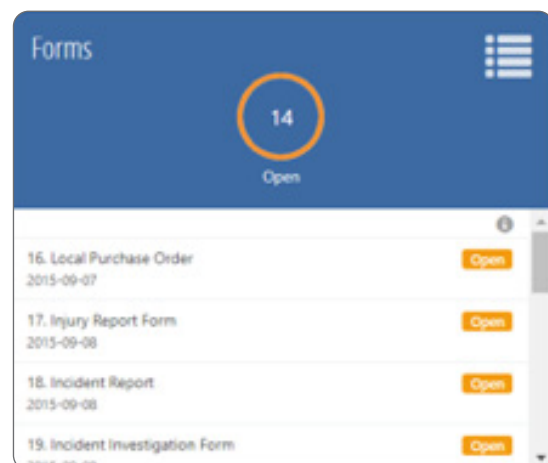 Forms
14
Open
16. Local Purchase Order
Open
2015-09-07
17. Injury Report Form
Open
2015-09-08
18. Incident Report
Open
2015-09-08
19. Incident Investigation Form
Open